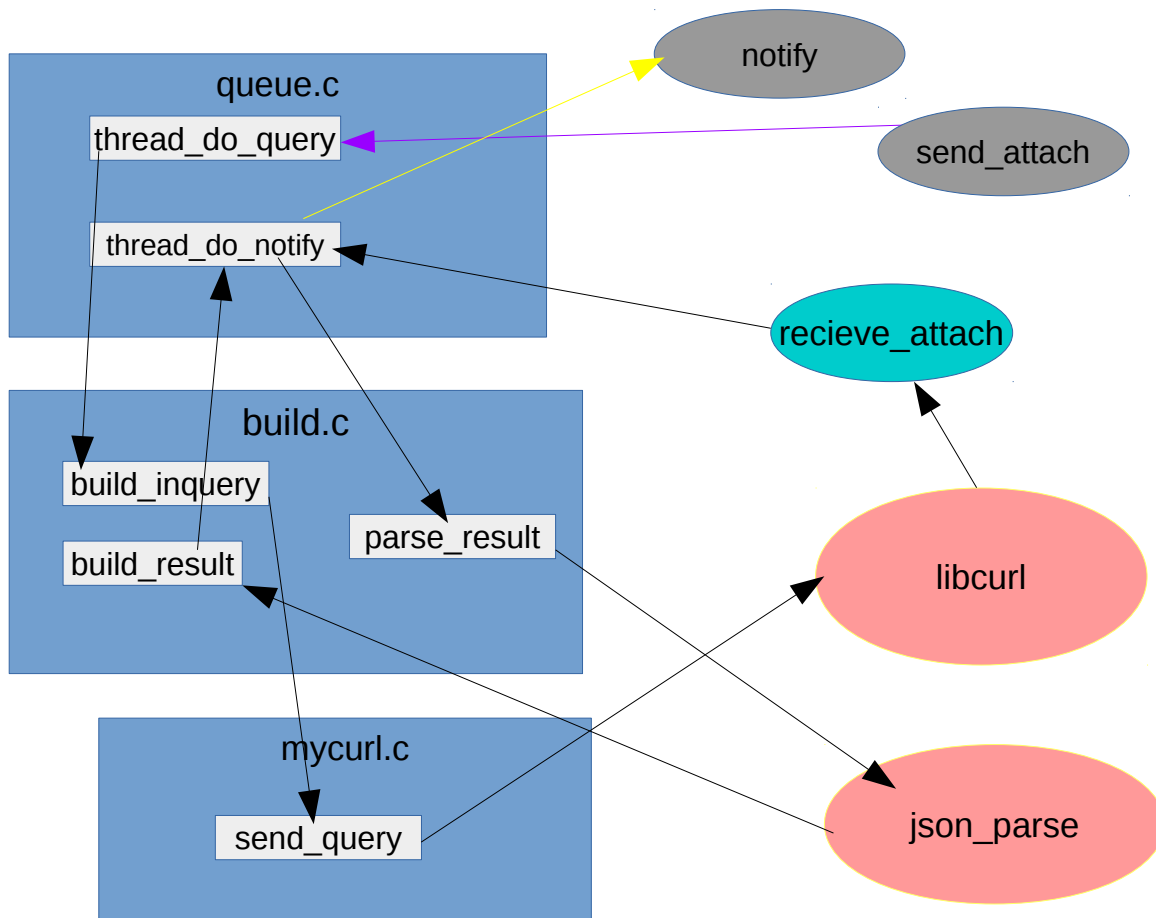 notify
queue.c
thread_do_query
send_attach
thread_do_notify
recieve_attach
build.c
build_inquery
parse_result
build_result
libcurl
mycurl.c
send_query
json_parse